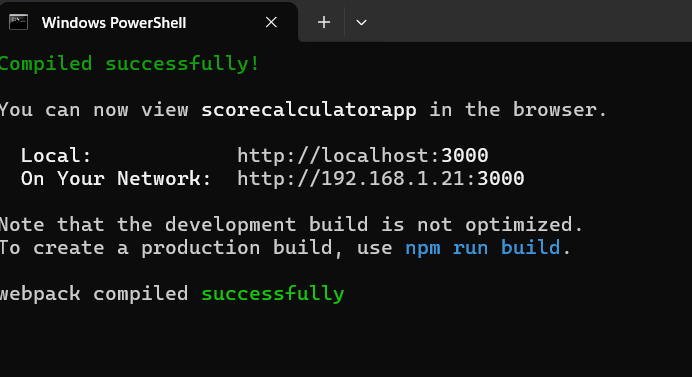 Windows PowerShell
Compiled successfully!
You can now view scorecalculatorapp in the browser.
Local: http://localhost:3000
On Your Network: http://192.168.1.21:3000
Note that the development build is not optimized.
To create a production build, use npm run build.
webpack compiled successfully